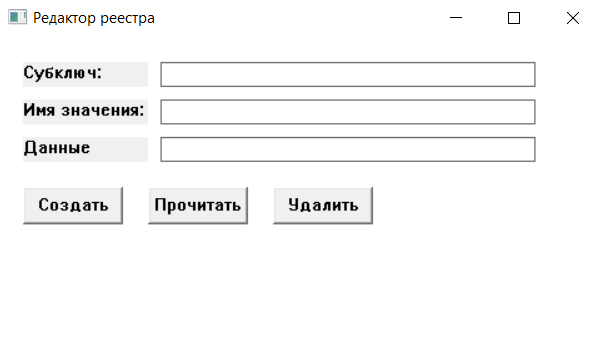 Редактор реестра
Субключ:
Имя значения:
Данные
Создать Прочитать Удалить